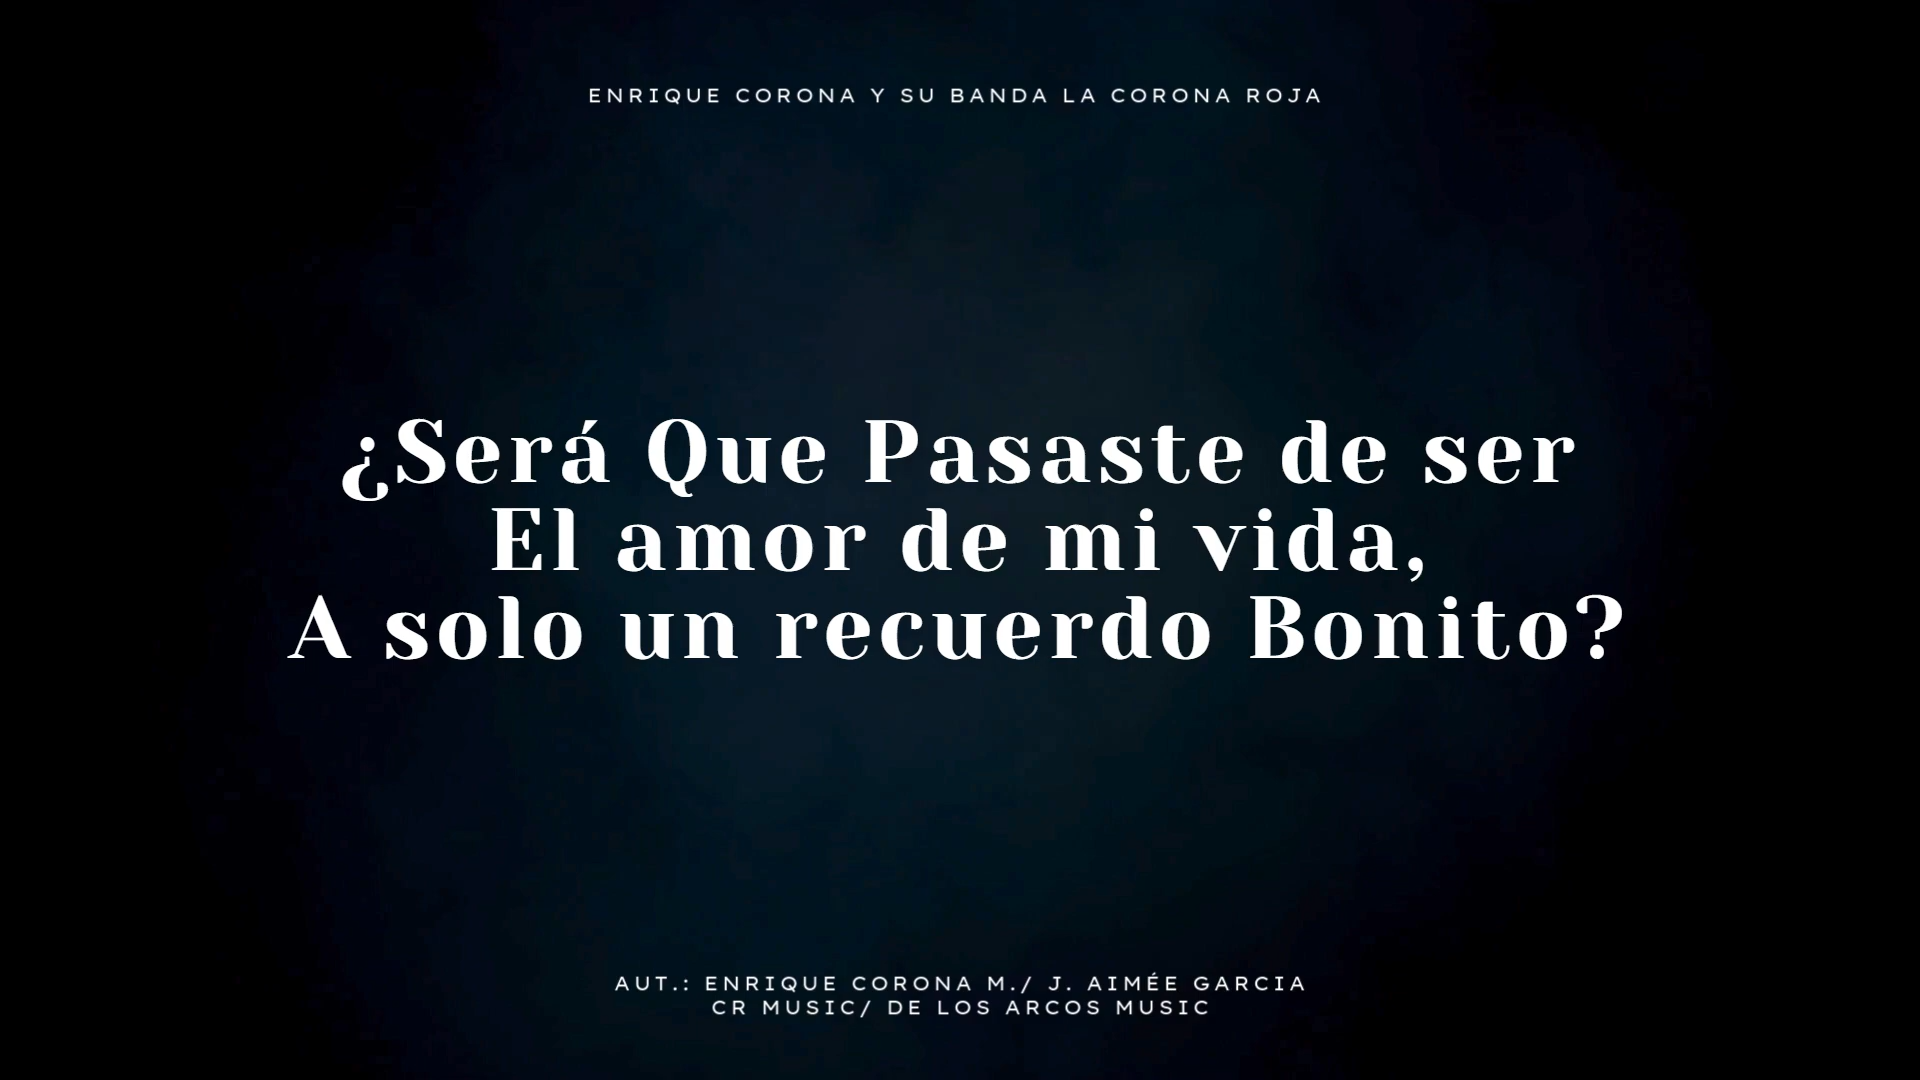 ENRIQUE CORONA Y SU BANDA LA CORONA ROJA
¿Será Que Pasaste de ser
El amor de mi vida,
A solo un recuerdo Bonito?
AUT.: ENRIQUE CORONA M./ J. AIMÉE GARCIA
CR MUSIC/ DE LOS ARCOS MUSIC